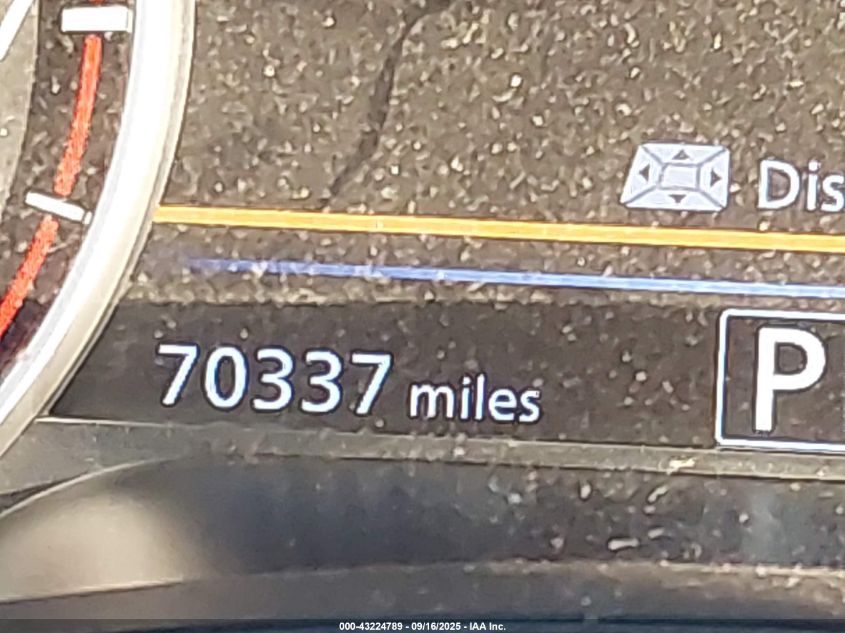 Dis
70337 miles
P
000-43224789 - 09/16/2025 - IAA Inc.